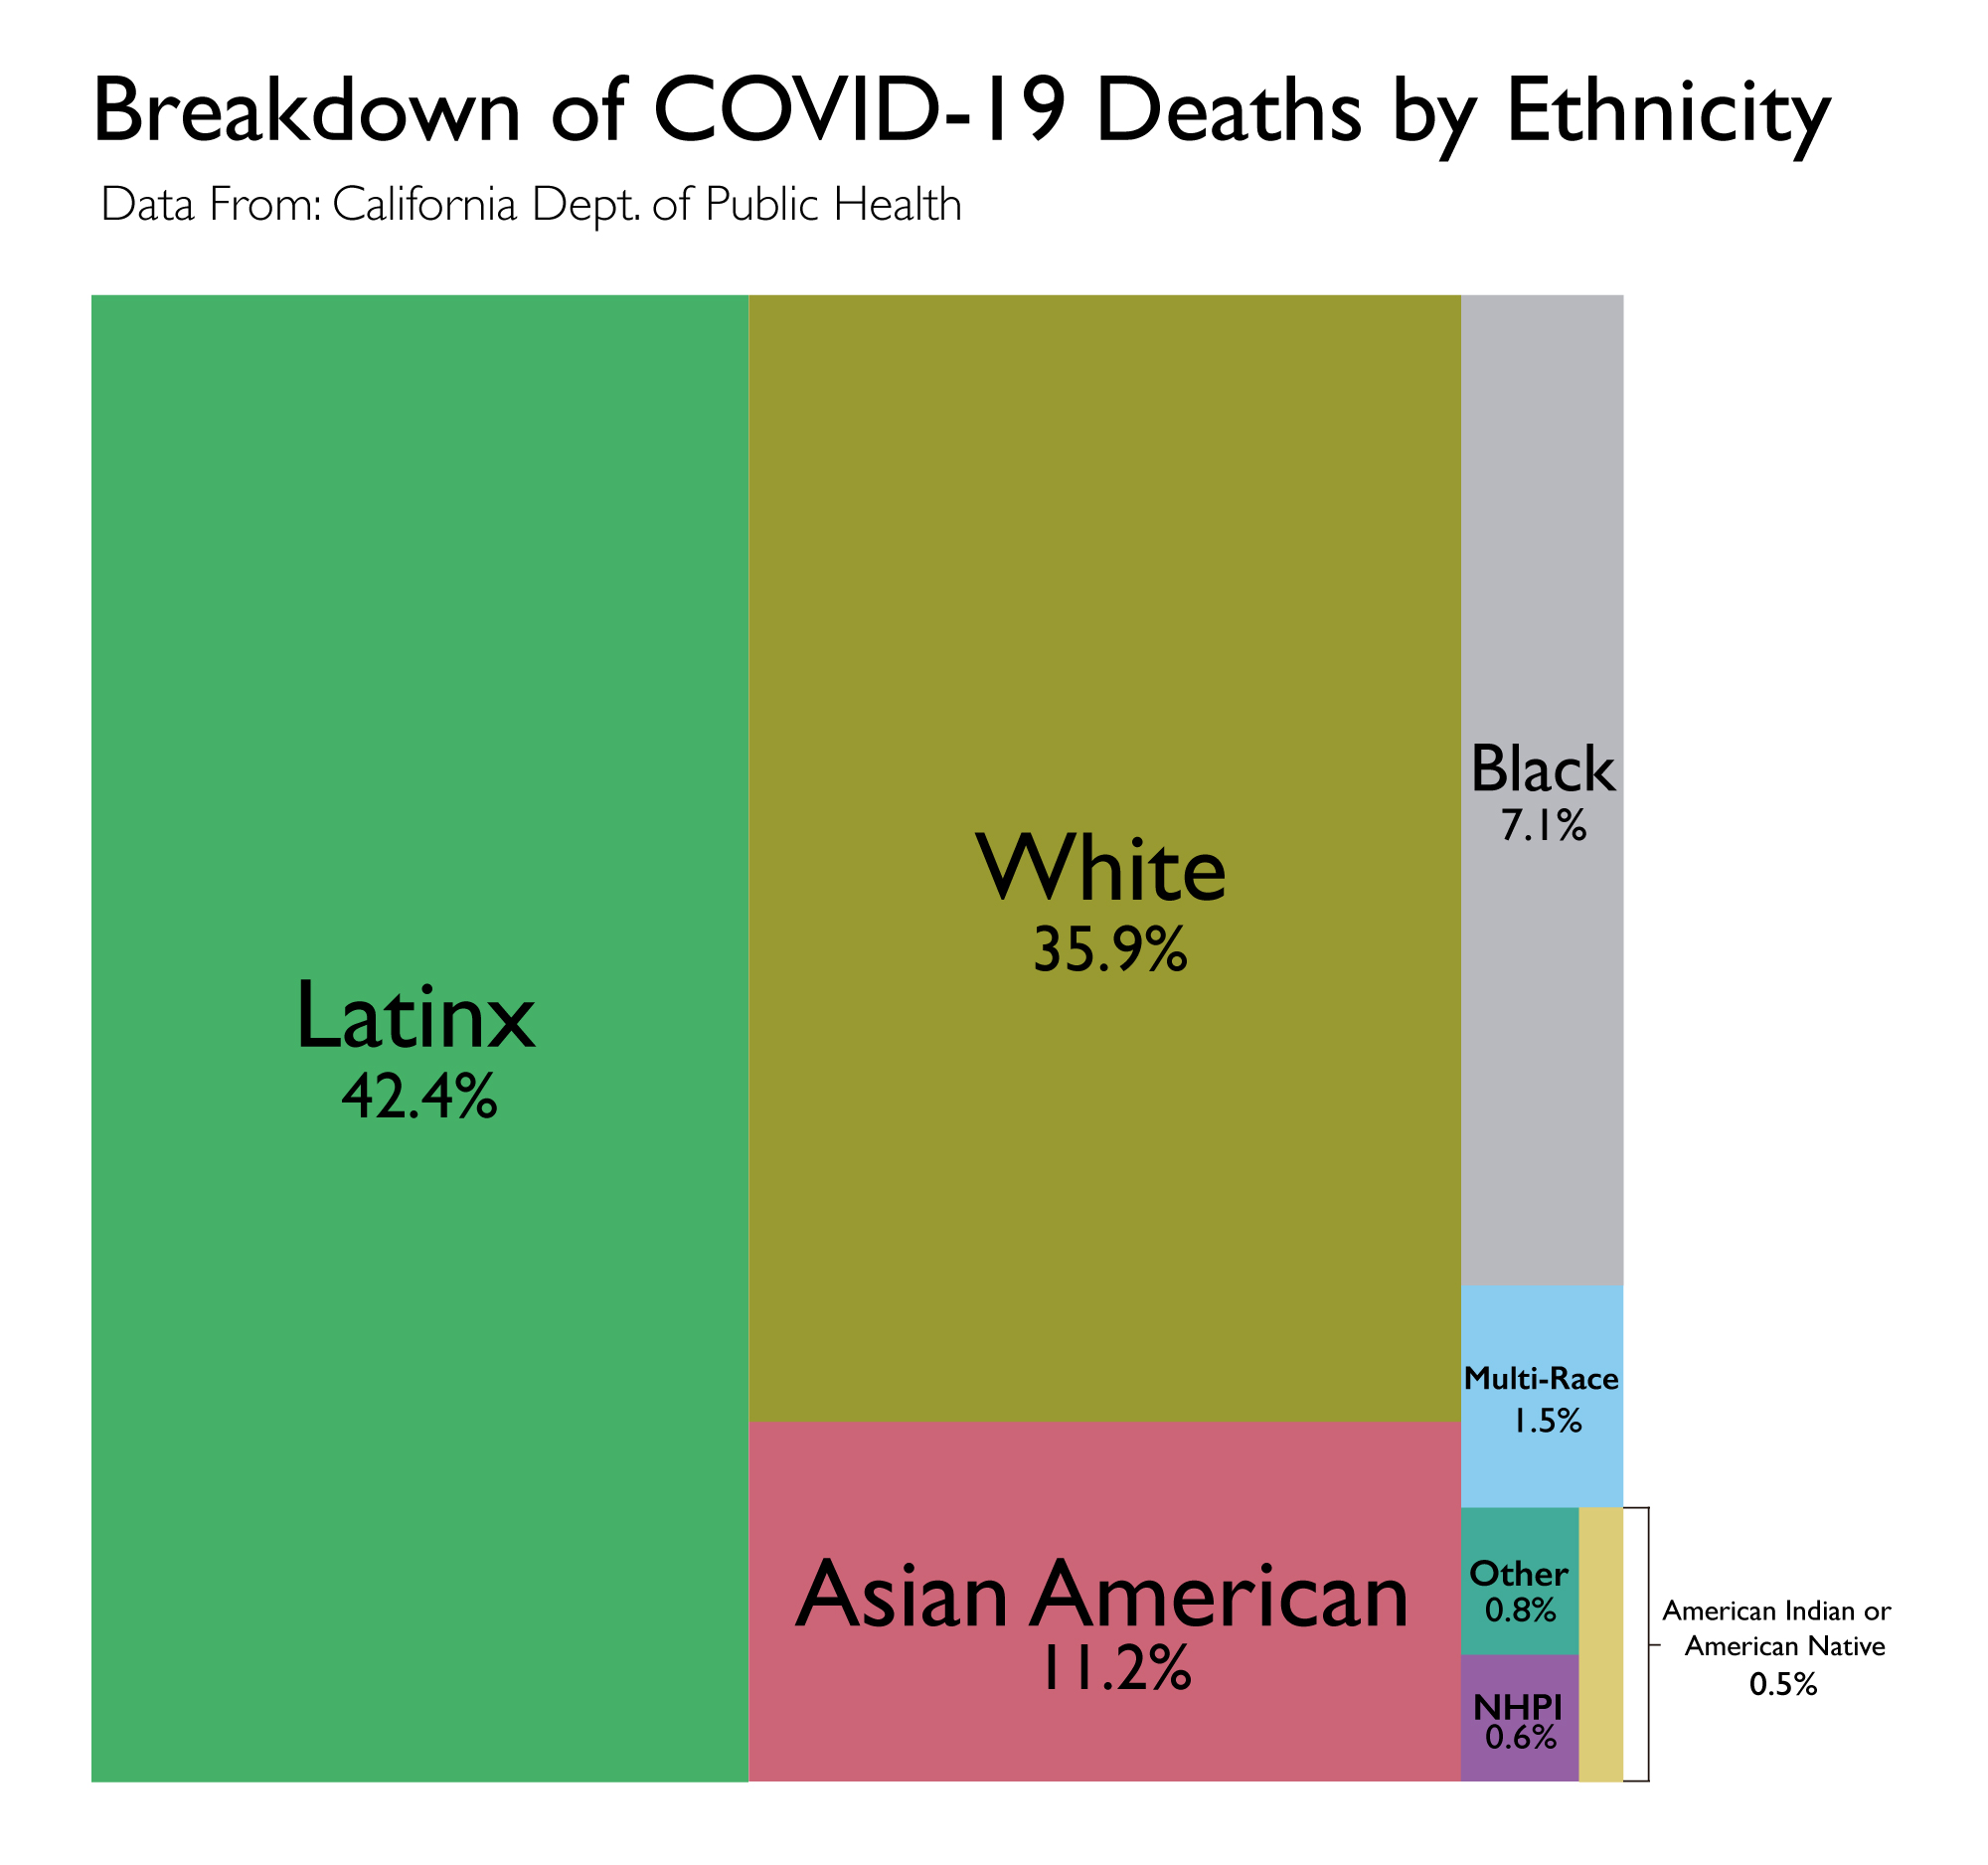 Breakdown of COVID-19 Deaths by Ethnicity
Data From: California Dept. of Public Health
Latinx
42.4%
White
35.9%
Asian American
11.2%
Black
7.1%
Multi-Race
1.5%
Other
0.8%
NHPI
0.6%
American Indian or
American Native
0.5%